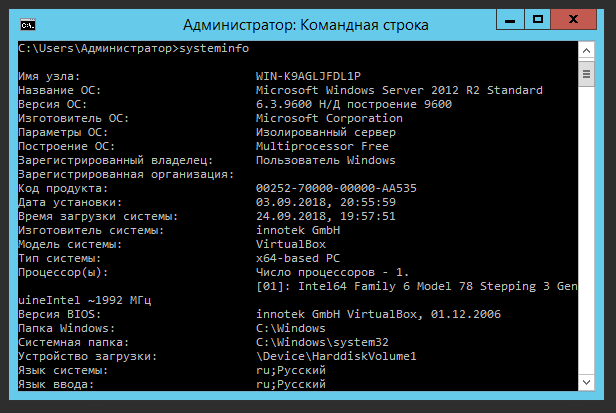 Администратор: Командная строка
C:\Users\Администратор>systeminfo
Имя узла: WIN-K9AGLJFDL1P
Название ОС: Microsoft Windows Server 2012 R2 Standard
Версия ОС: 6.3.9600 Н/Д построение 9600
Изготовитель ОС: Microsoft Corporation
Параметры ОС: Изолированный сервер
Построение ОС: Multiprocessor Free
Зарегистрированный владелец: Пользователь Windows
Зарегистрированная организация:
Код продукта: 00252-70000-00000-AA535
Дата установки: 03.09.2018, 20:55:59
Время загрузки системы: 24.09.2018, 19:57:51
Изготовитель системы: innotek GmbH
Модель системы: VirtualBox
Тип системы: x64-based PC
Процессор(ы): Число процессоров - 1.
[01]: Intel64 Family 6 Model 78 Stepping 3 Gen
uineIntel ~1992 МГц
Версия BIOS: innotek GmbH VirtualBox, 01.12.2006
Папка Windows: C:\Windows
Системная папка: C:\Windows\system32
Устройство загрузки: \Device\HarddiskVolume1
Язык системы: ru;Русский
Язык ввода: ru;Русский